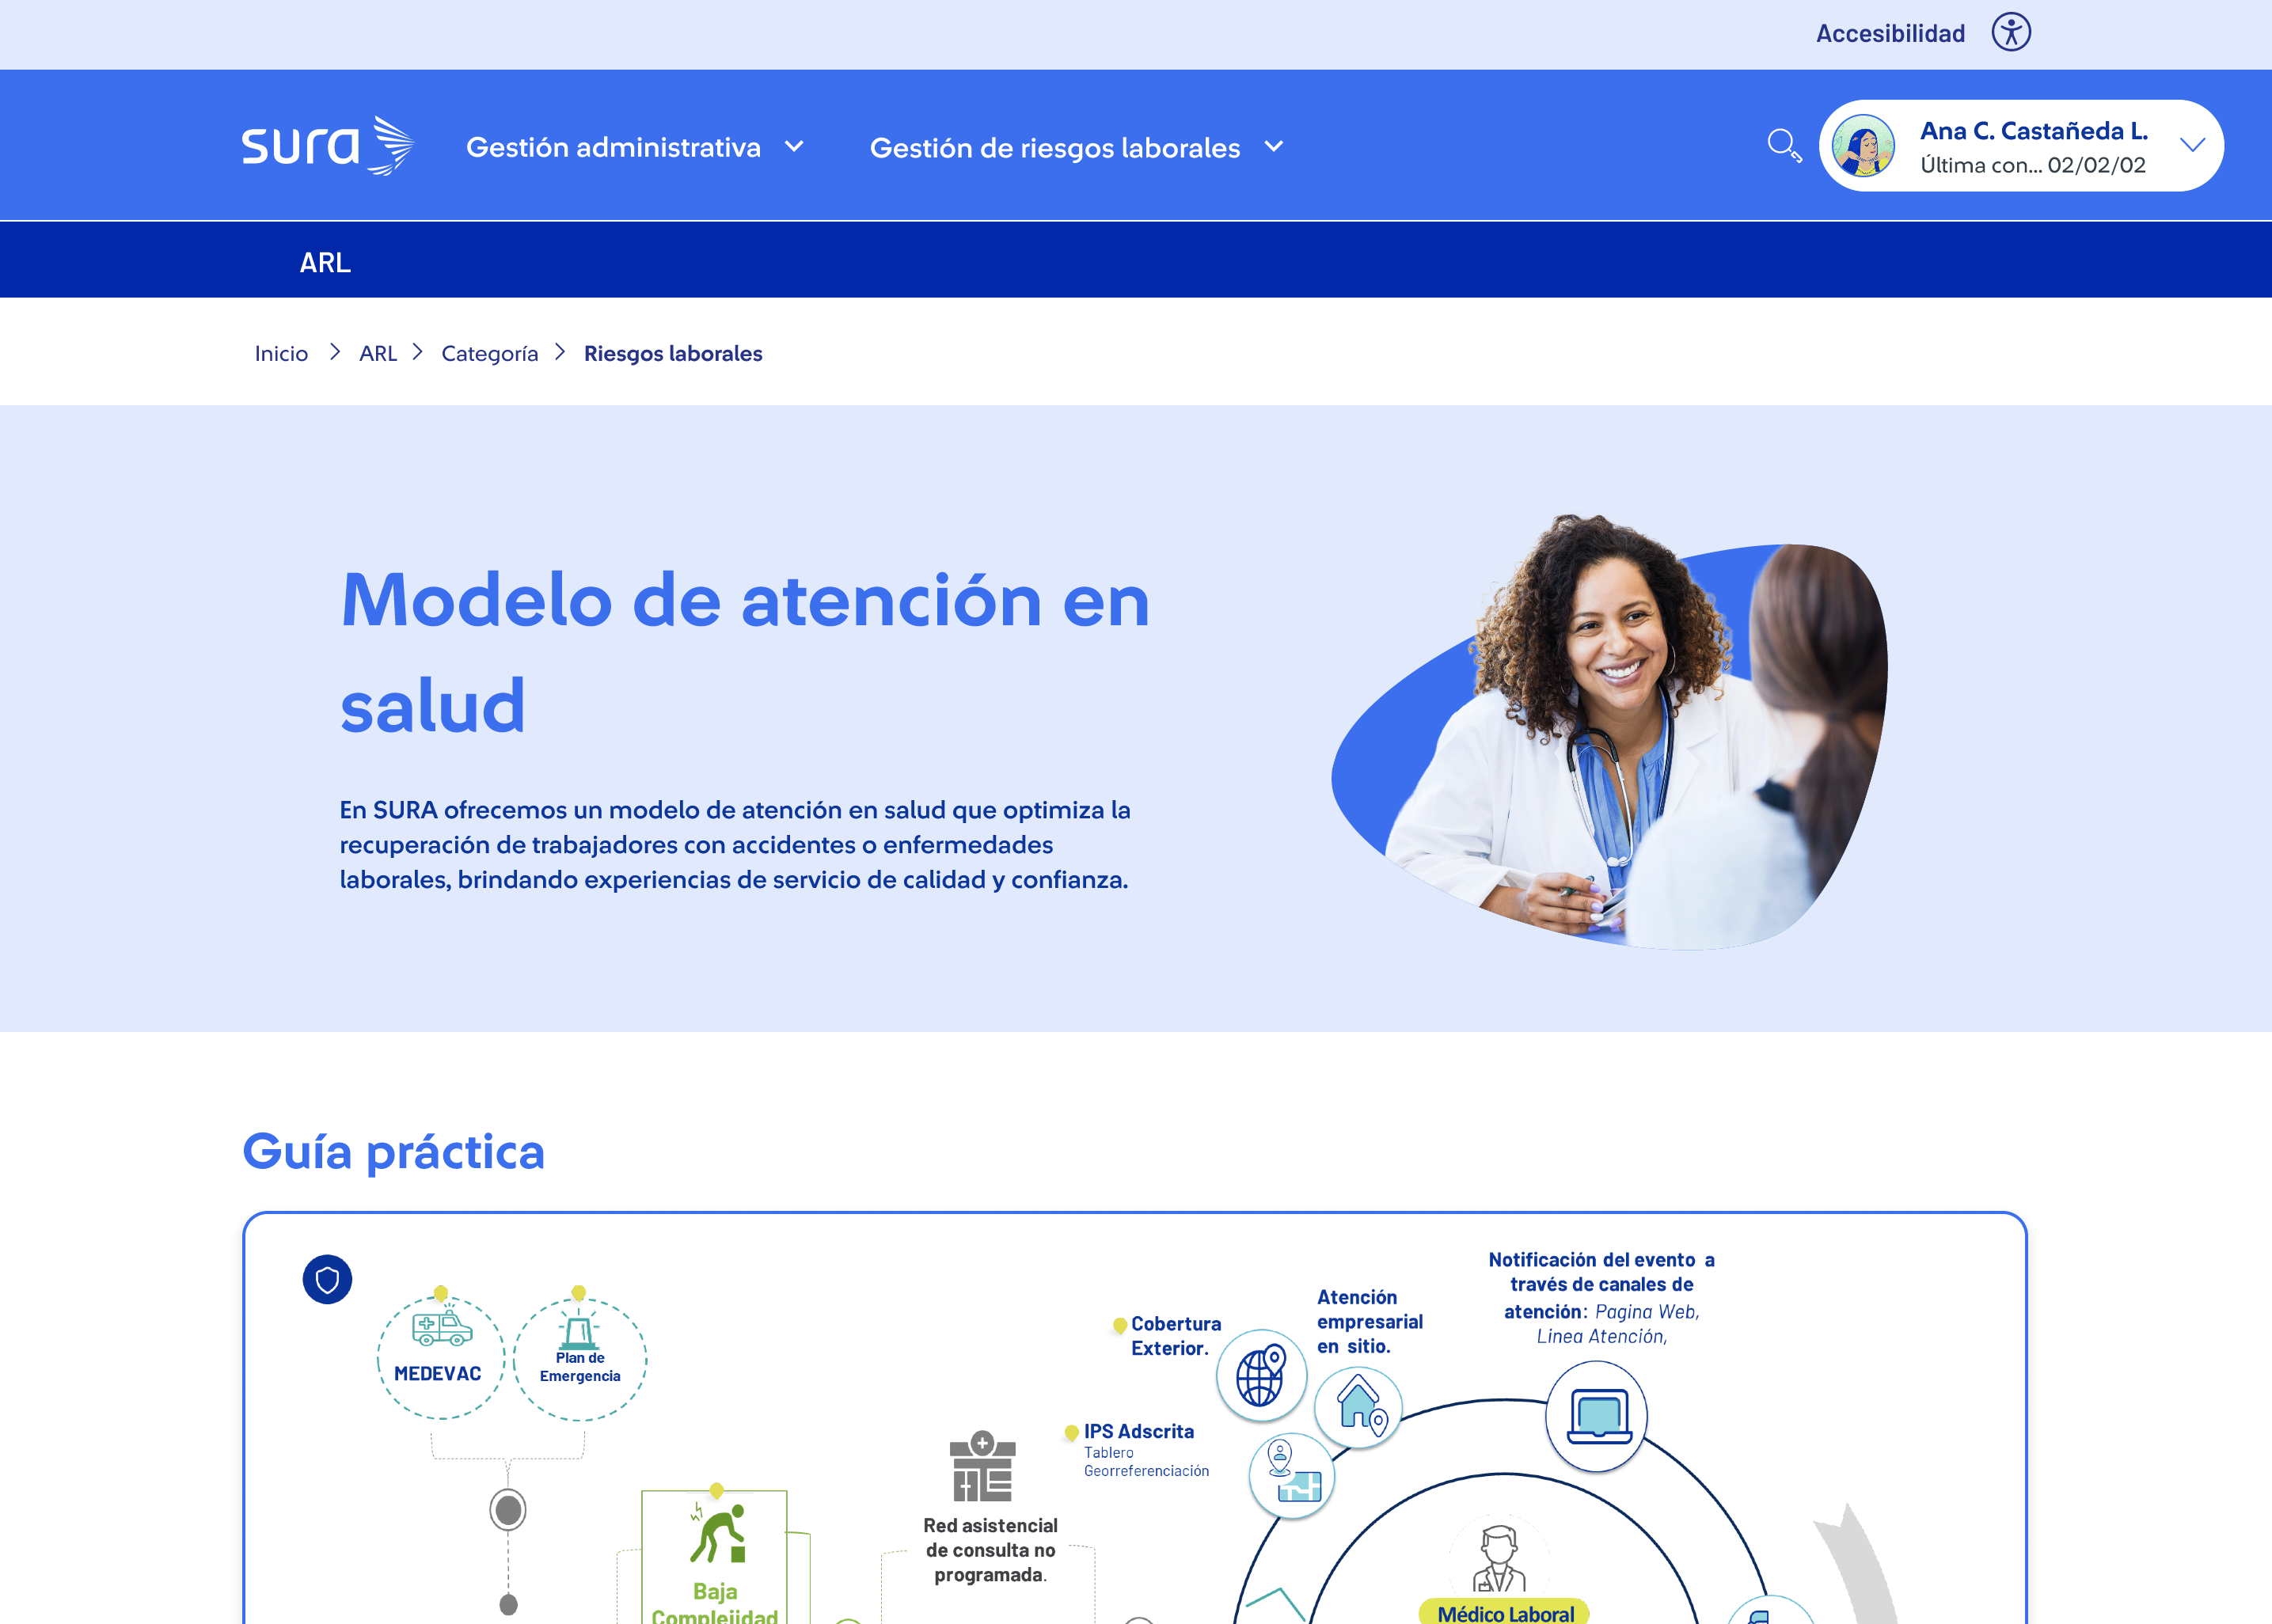 Accesibilidad
sura
Gestión administrativa
Gestión de riesgos laborales
Ana C. Castañeda L.
Última con... 02/02/02
ARL
Inicio
ARL
Categoría
Riesgos laborales
Modelo de atención en
salud
En SURA ofrecemos un modelo de atención en salud que optimiza la
recuperación de trabajadores con accidentes o enfermedades
laborales, brindando experiencias de servicio de calidad y confianza.
Guía práctica
MEDEVAC
Plan de
Emergencia
Baja
Complejidad
Red asistencial
de consulta no
programada.
Cobertura
Exterior.
IPS Adscrita
Tablero
Georreferenciación
Atención
empresarial
en sitio.
Notificación del evento a
través de canales de
atención: Pagina Web,
Linea Atención,
Médico Laboral